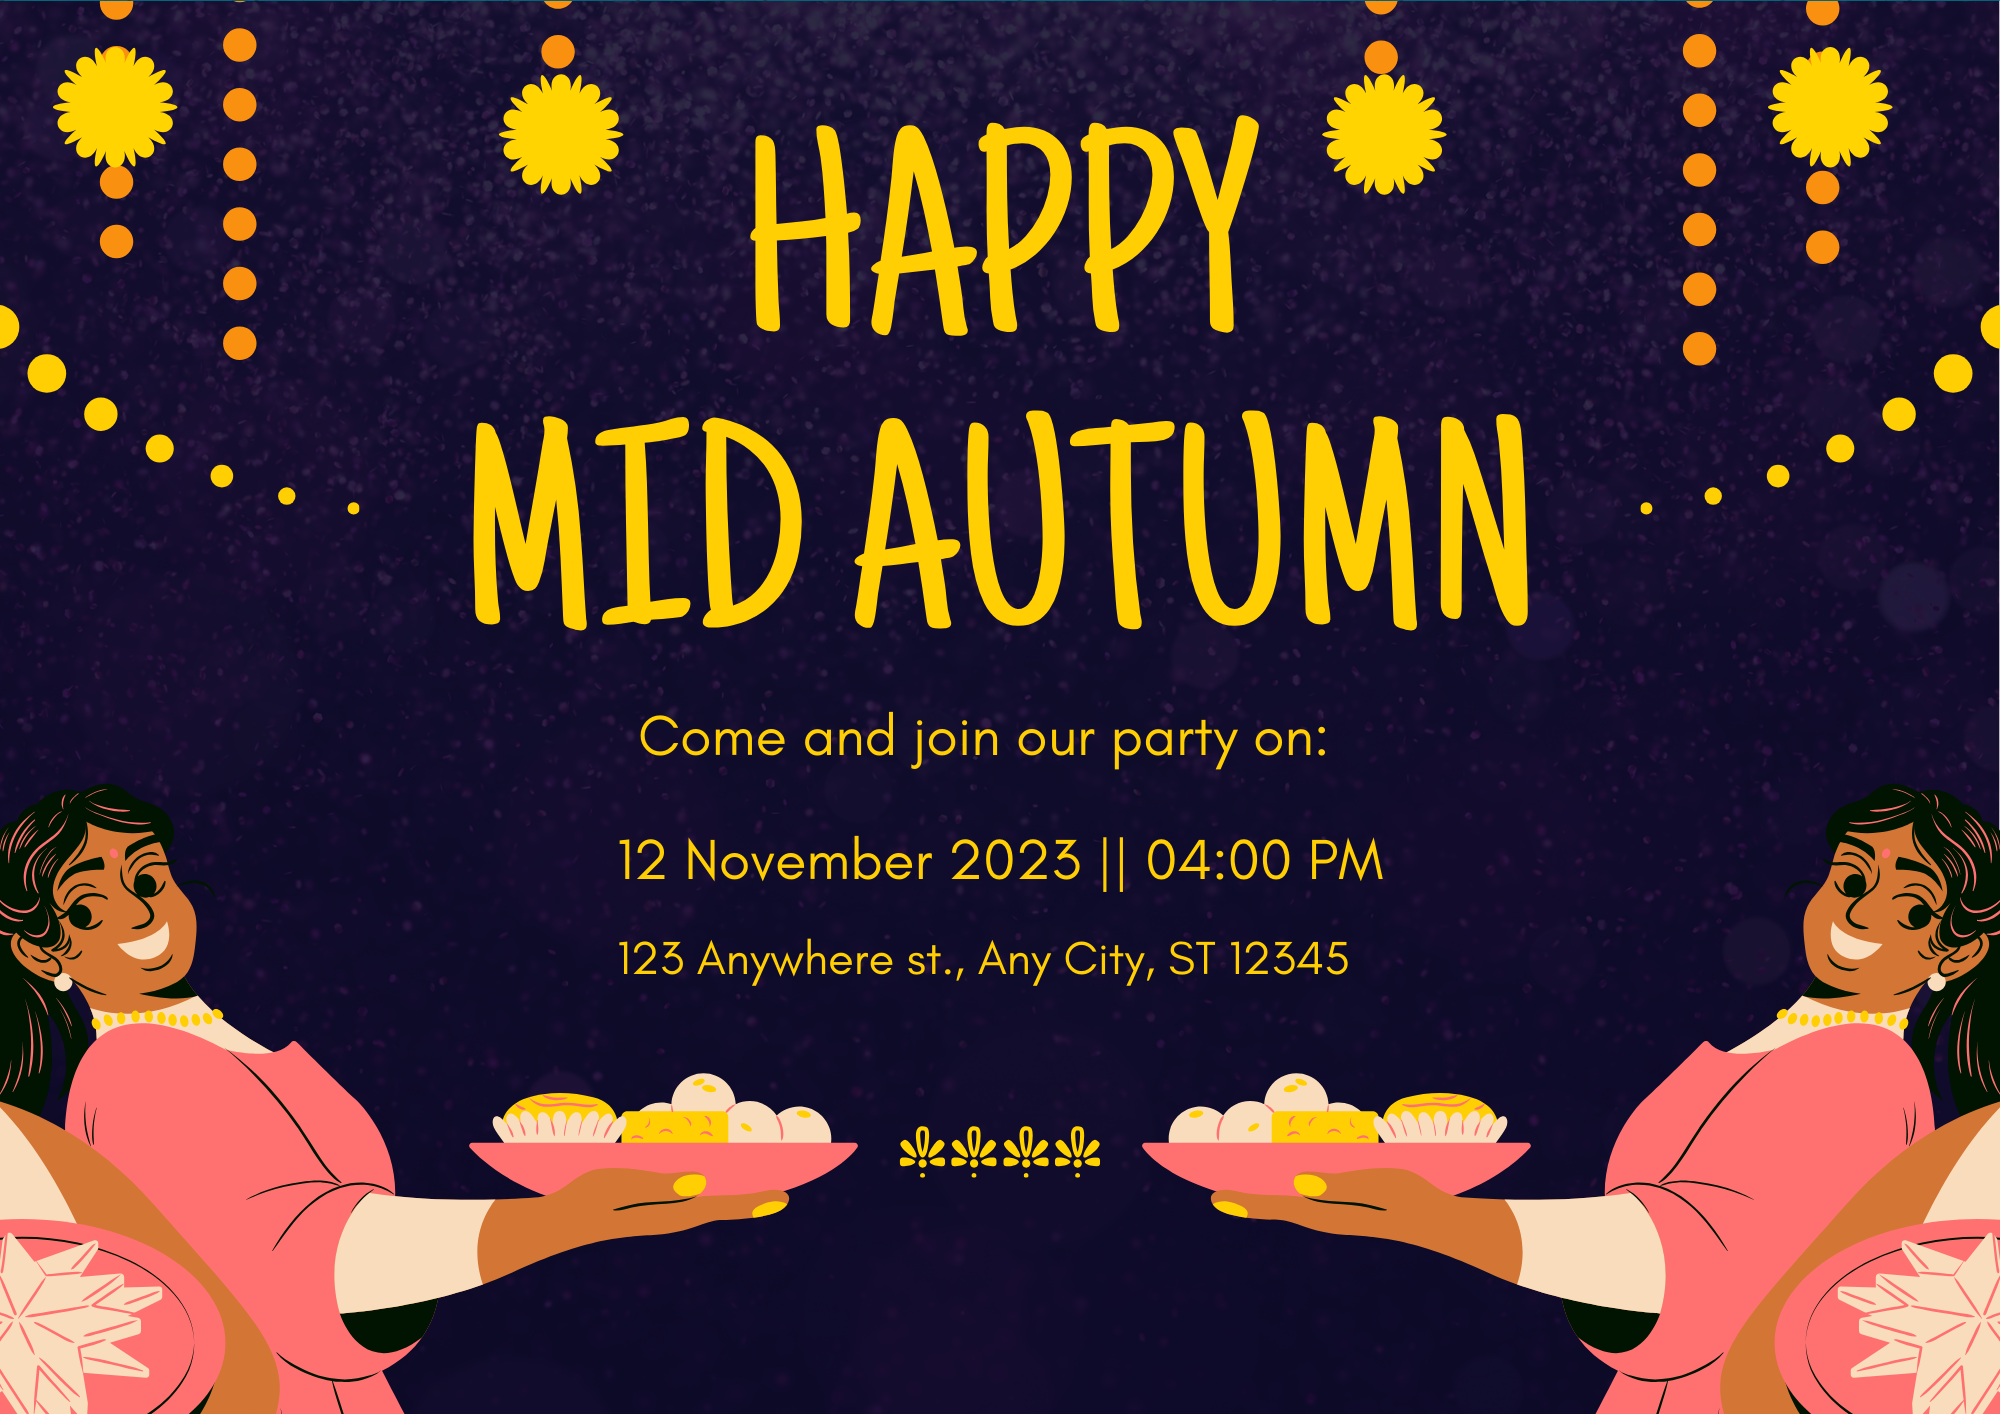 HAPPY
MID AUTUMN
Come and join our party on:
12 November 2023 || 04:00 PM
123 Anywhere st., Any City, ST 12345